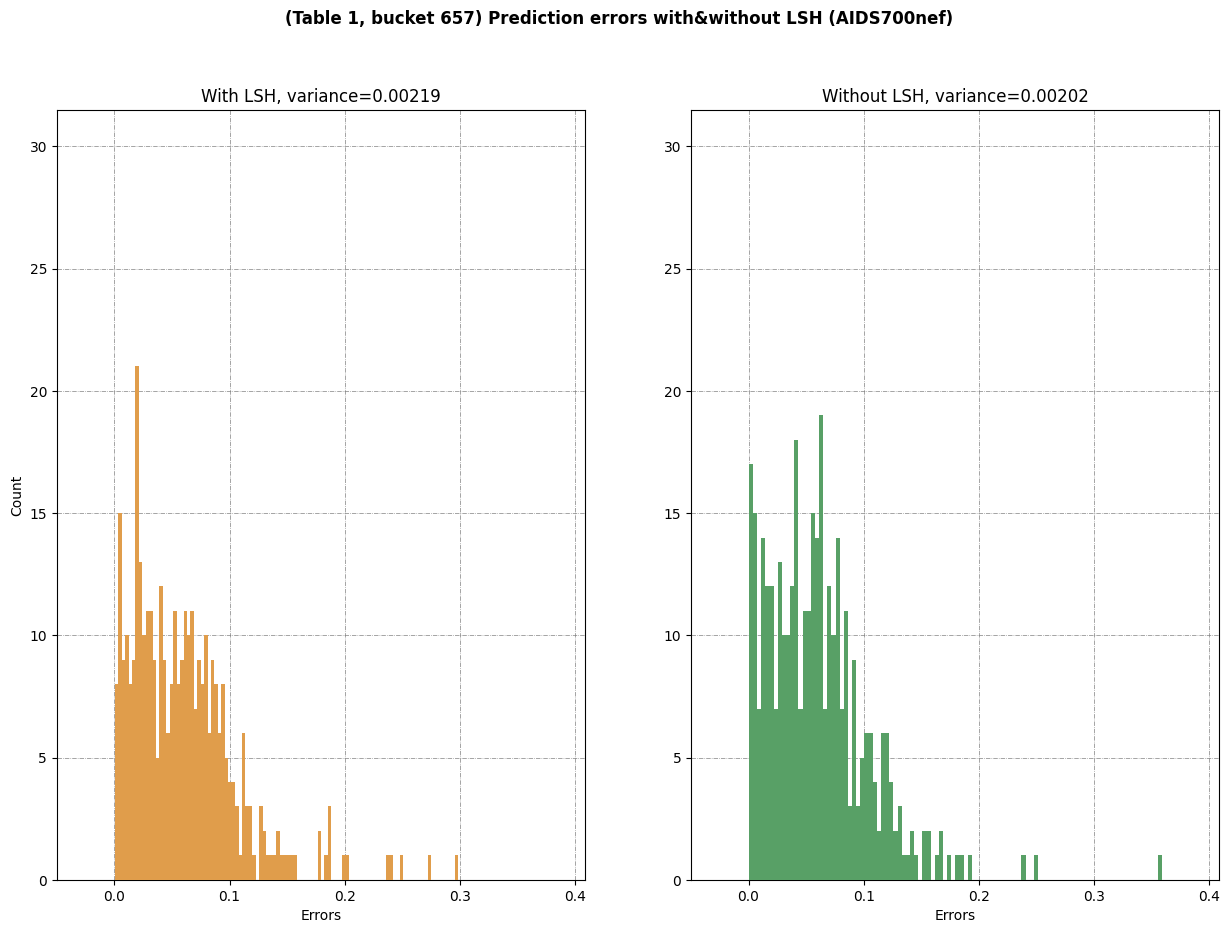 (Table 1, bucket 657) Prediction errors with&without LSH (AIDS700nef)
With LSH, variance=0.00219
30
25
20
15
10
5
0
Count
0.0 0.1 0.2 0.3 0.4
Errors
Without LSH, variance=0.00202
30
25
20
15
10
5
0
0.0 0.1 0.2 0.3 0.4
Errors